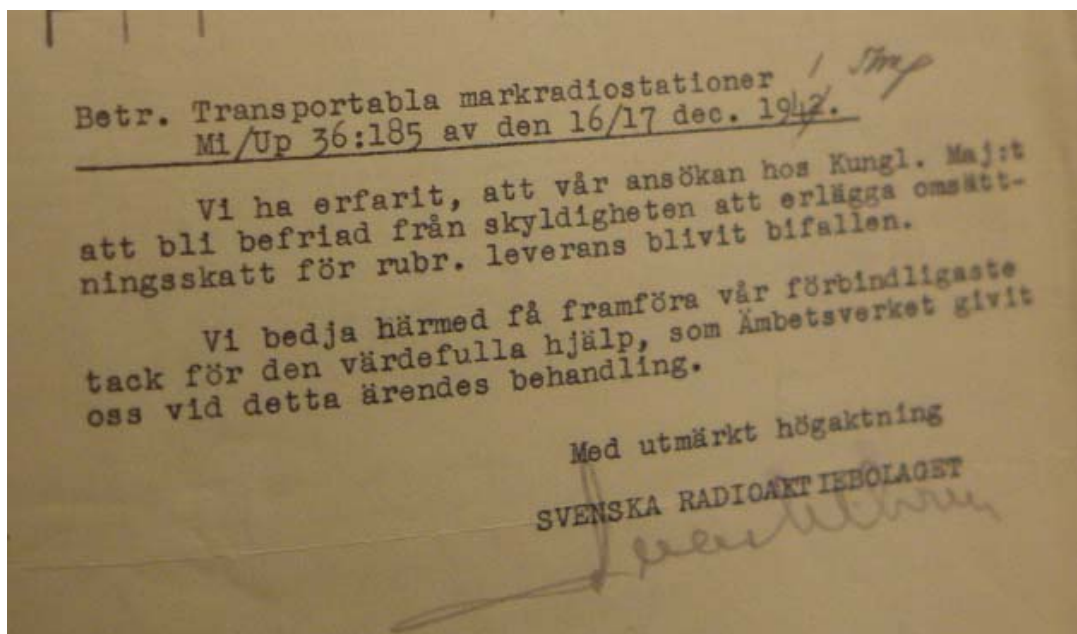 Betr. Transportabla markradiostationer
Mi/Up 36:185 av den 16/17 dec. 1942.
Vi ha erfarit, att vår ansökan hos Kungl. Maj:t
att bli befriad från skyldigheten att erlägga omsätt-
ningsskatt för rubr. leverans blivit bifallen.
Vi bedja härmed få framföra vår förbindligaste
tack för den värdefulla hjälp, som Ämbetsverket givit
oss vid detta ärendes behandling.
Med utmärkt högaktning
SVENSKA RADIOAKTIEBOLAGET